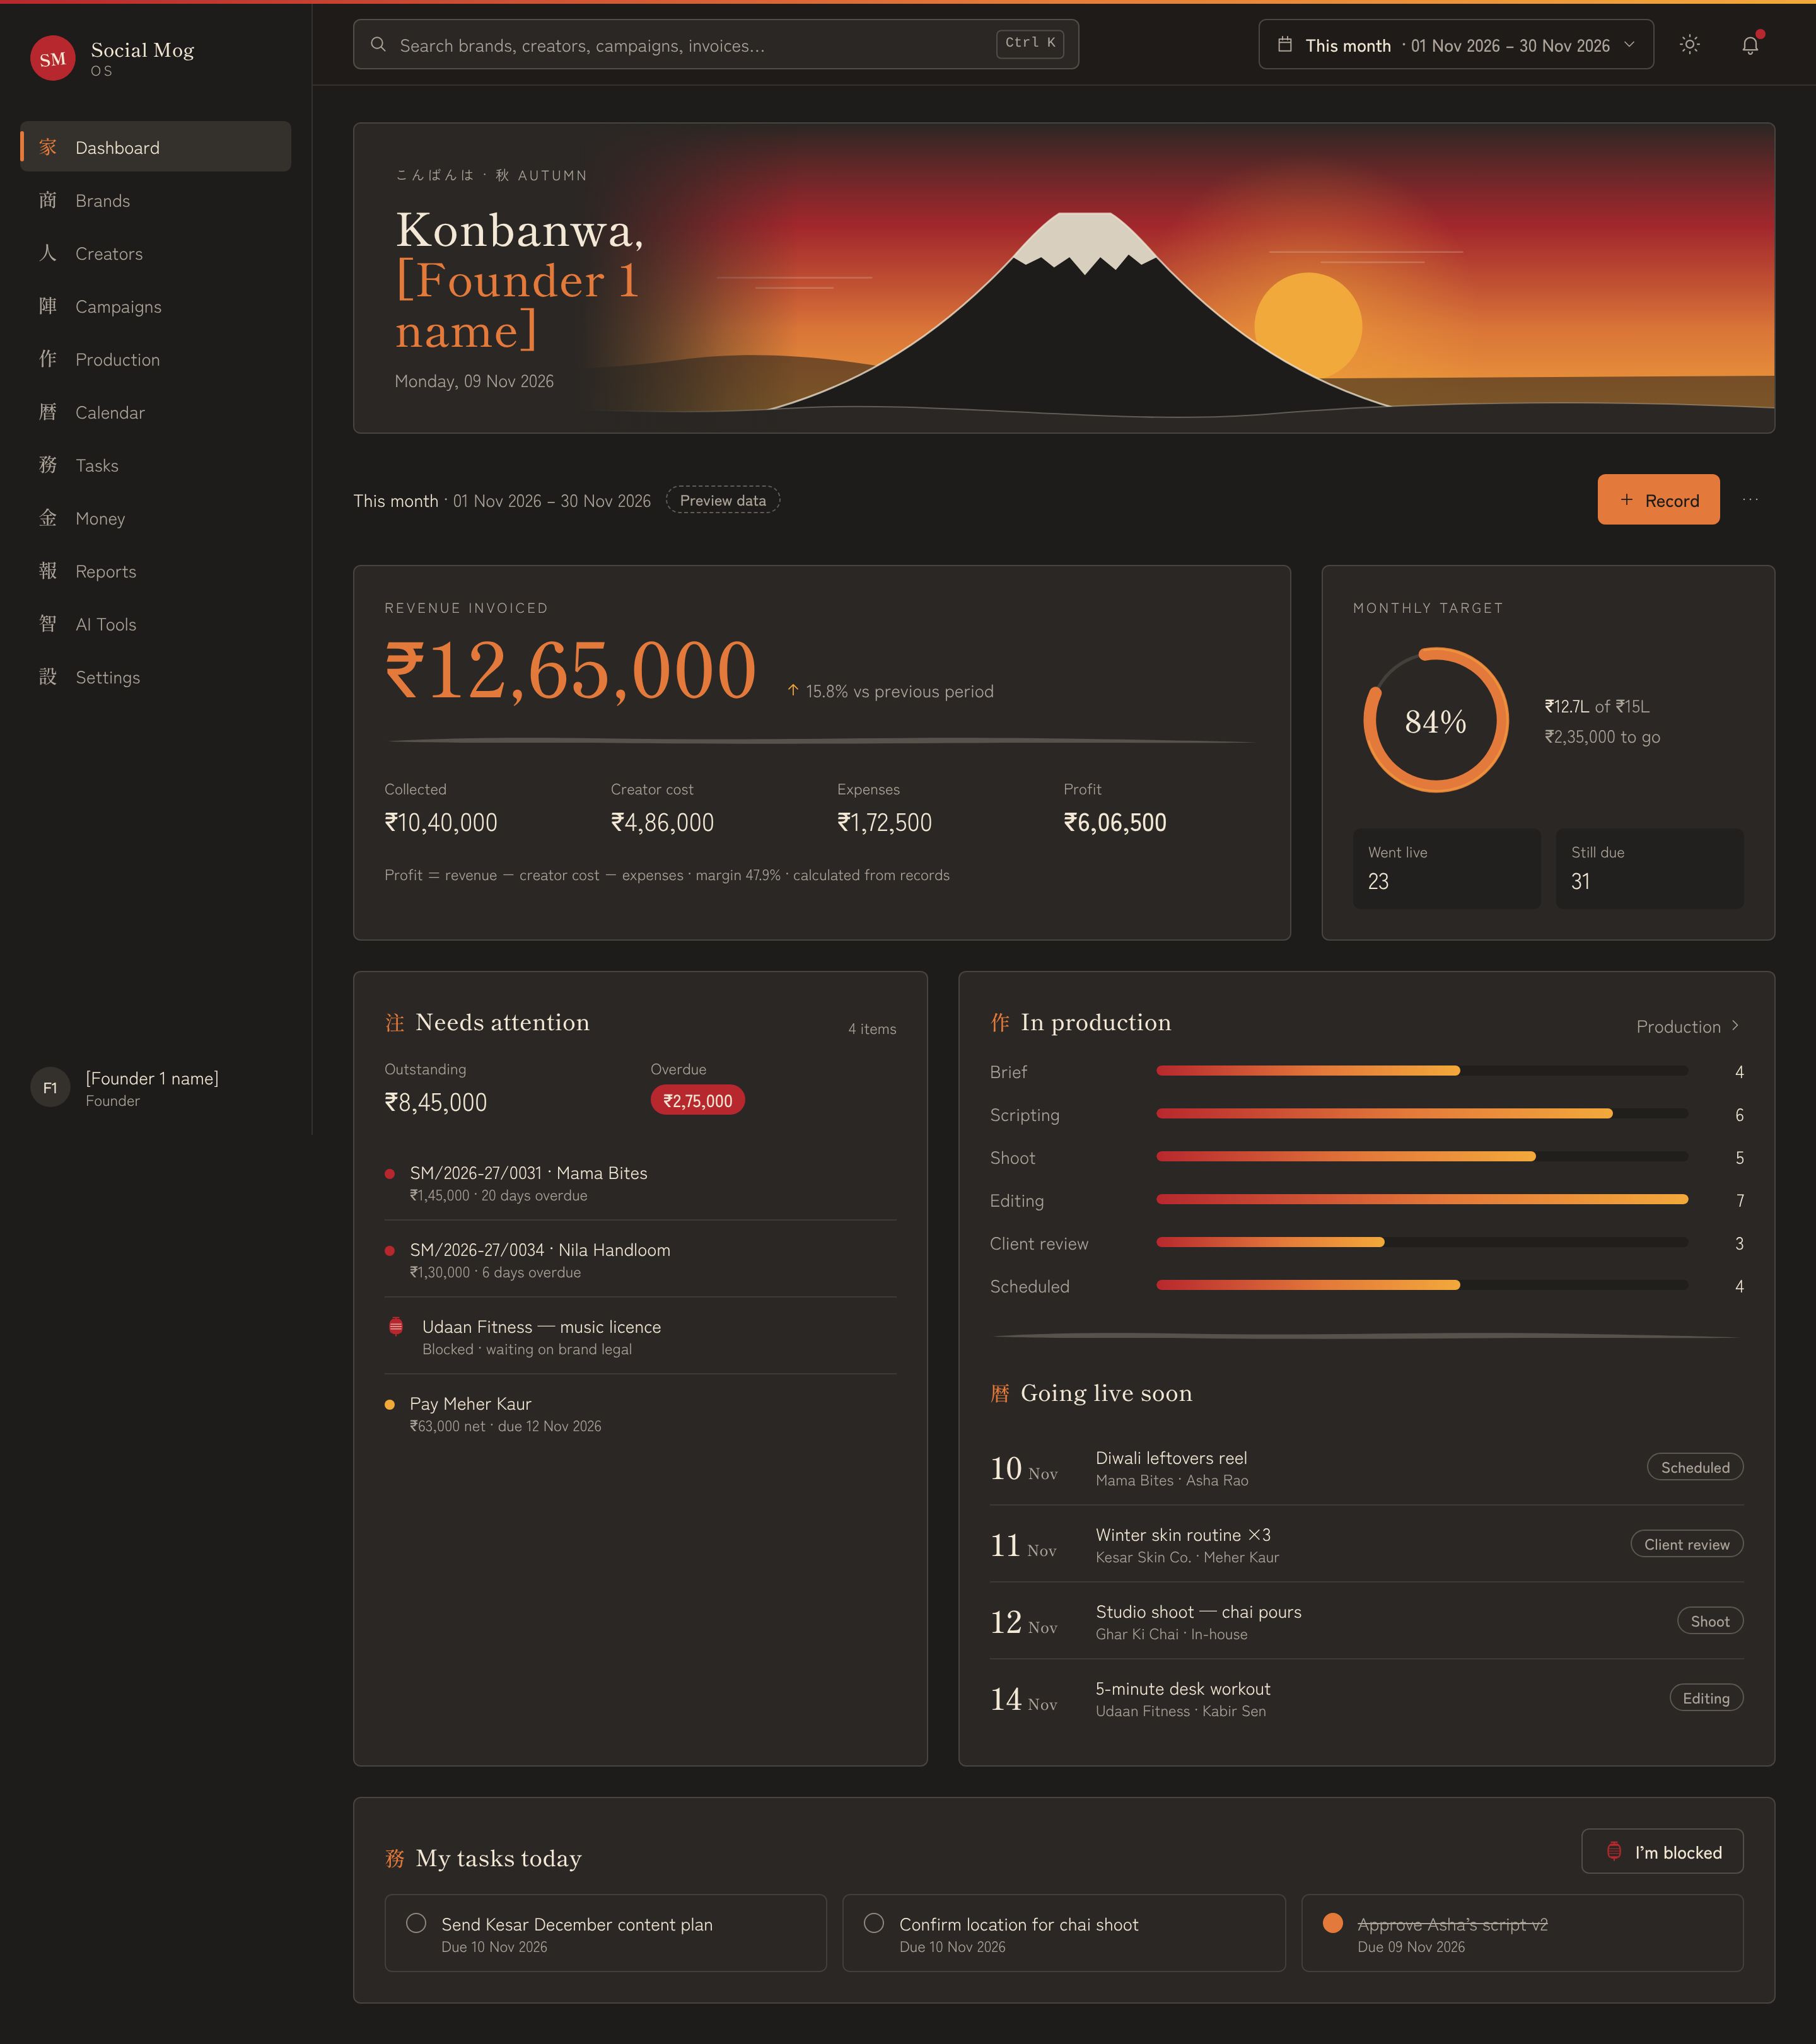 SM
Social Mog
OS
Search brands, creators, campaigns, invoices...
Ctrl K
This month · 01 Nov 2026 – 30 Nov 2026
家 Dashboard
商 Brands
人 Creators
陣 Campaigns
作 Production
暦 Calendar
務 Tasks
金 Money
報 Reports
智 AI Tools
設 Settings
F1
[Founder 1 name]
Founder
こんばんは · 秋 AUTUMN
Konbanwa,
[Founder 1
name]
Monday, 09 Nov 2026
This month · 01 Nov 2026 – 30 Nov 2026
Preview data
+ Record
...
REVENUE INVOICED
₹12,65,000
↑ 15.8% vs previous period
Collected
₹10,40,000
Creator cost
₹4,86,000
Expenses
₹1,72,500
Profit
₹6,06,500
Profit = revenue — creator cost — expenses · margin 47.9% · calculated from records
MONTHLY TARGET
84%
₹12.7L of ₹15L
₹2,35,000 to go
Went live
23
Still due
31
注 Needs attention
4 items
Outstanding
₹8,45,000
Overdue
₹2,75,000
SM/2026-27/0031 · Mama Bites
₹1,45,000 · 20 days overdue
SM/2026-27/0034 · Nila Handloom
₹1,30,000 · 6 days overdue
Udaan Fitness — music licence
Blocked · waiting on brand legal
Pay Meher Kaur
₹63,000 net · due 12 Nov 2026
作 In production
Production
Brief 4
Scripting 6
Shoot 5
Editing 7
Client review 3
Scheduled 4
暦 Going live soon
10 Nov
Diwali leftovers reel
Mama Bites · Asha Rao
Scheduled
11 Nov
Winter skin routine ×3
Kesar Skin Co. · Meher Kaur
Client review
12 Nov
Studio shoot — chai pours
Ghar Ki Chai · In-house
Shoot
14 Nov
5-minute desk workout
Udaan Fitness · Kabir Sen
Editing
務 My tasks today
I'm blocked
Send Kesar December content plan
Due 10 Nov 2026
Confirm location for chai shoot
Due 10 Nov 2026
Approve Asha's script v2
Due 09 Nov 2026